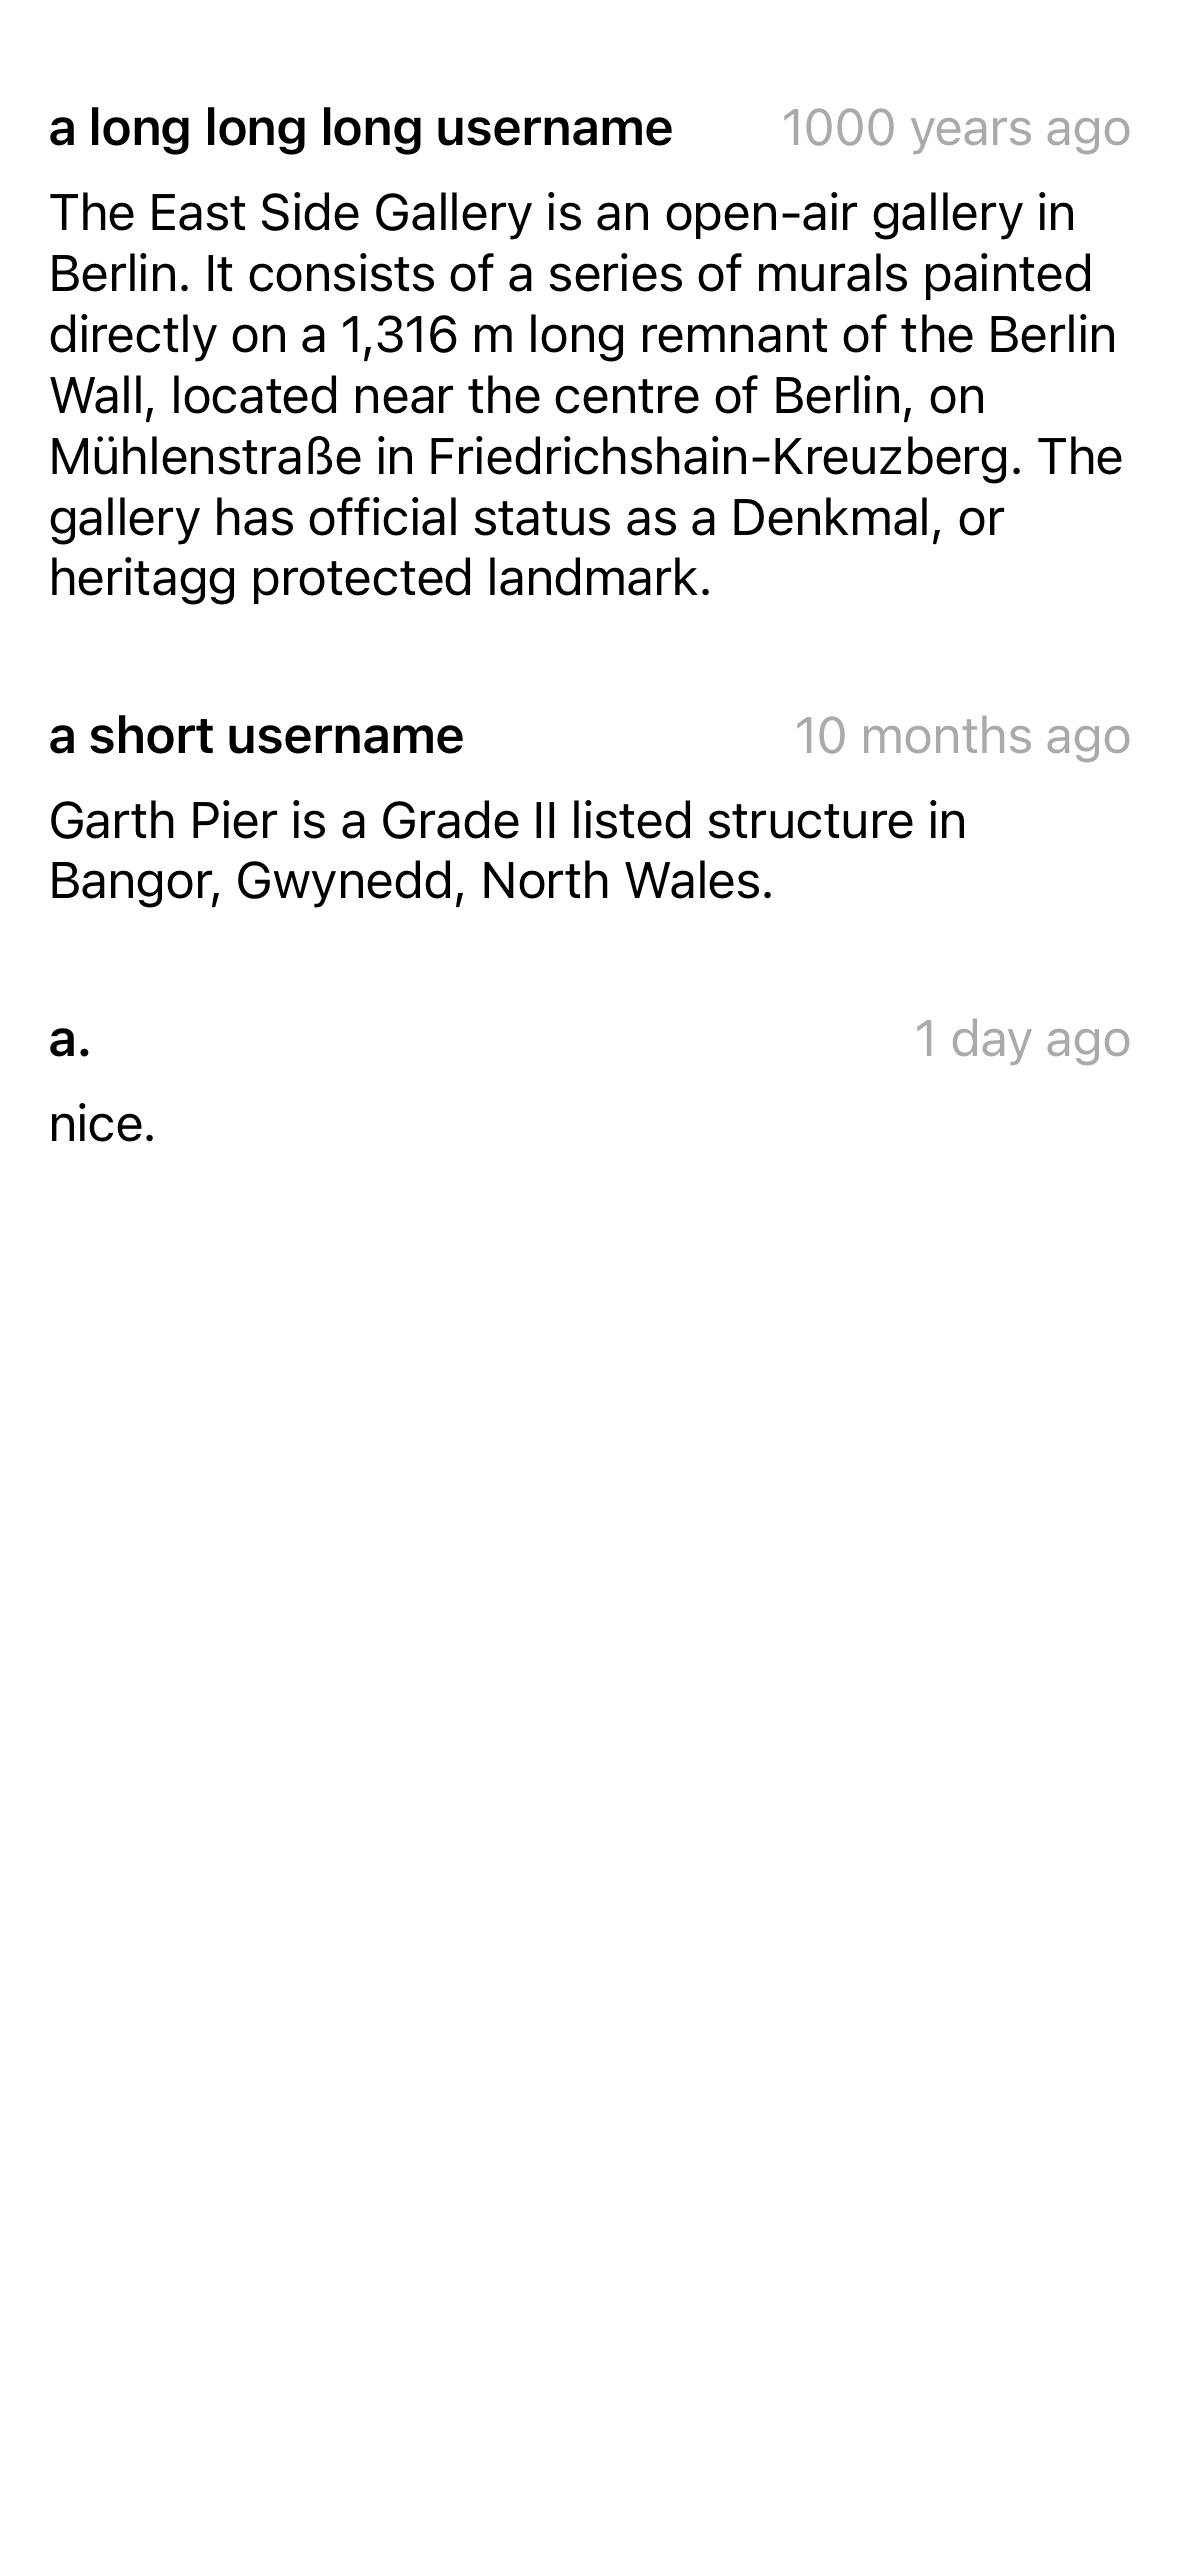 a long long long username 1000 years ago
The East Side Gallery is an open-air gallery in
Berlin. It consists of a series of murals painted
directly on a 1,316 m long remnant of the Berlin
Wall, located near the centre of Berlin, on
Mühlenstraße in Friedrichshain-Kreuzberg. The
gallery has official status as a Denkmal, or
heritagg protected landmark.
a short username 10 months ago
Garth Pier is a Grade II listed structure in
Bangor, Gwynedd, North Wales.
a. 1 day ago
nice.